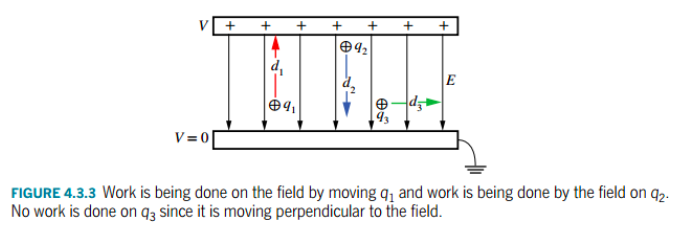 V + + + + + + +
⊕ q₂
d₁
d₂
E
⊕ q₁
⊕ d₃
q₃
V = 0
FIGURE 4.3.3 Work is being done on the field by moving q₁ and work is being done by the field on q₂.
No work is done on q₃ since it is moving perpendicular to the field.